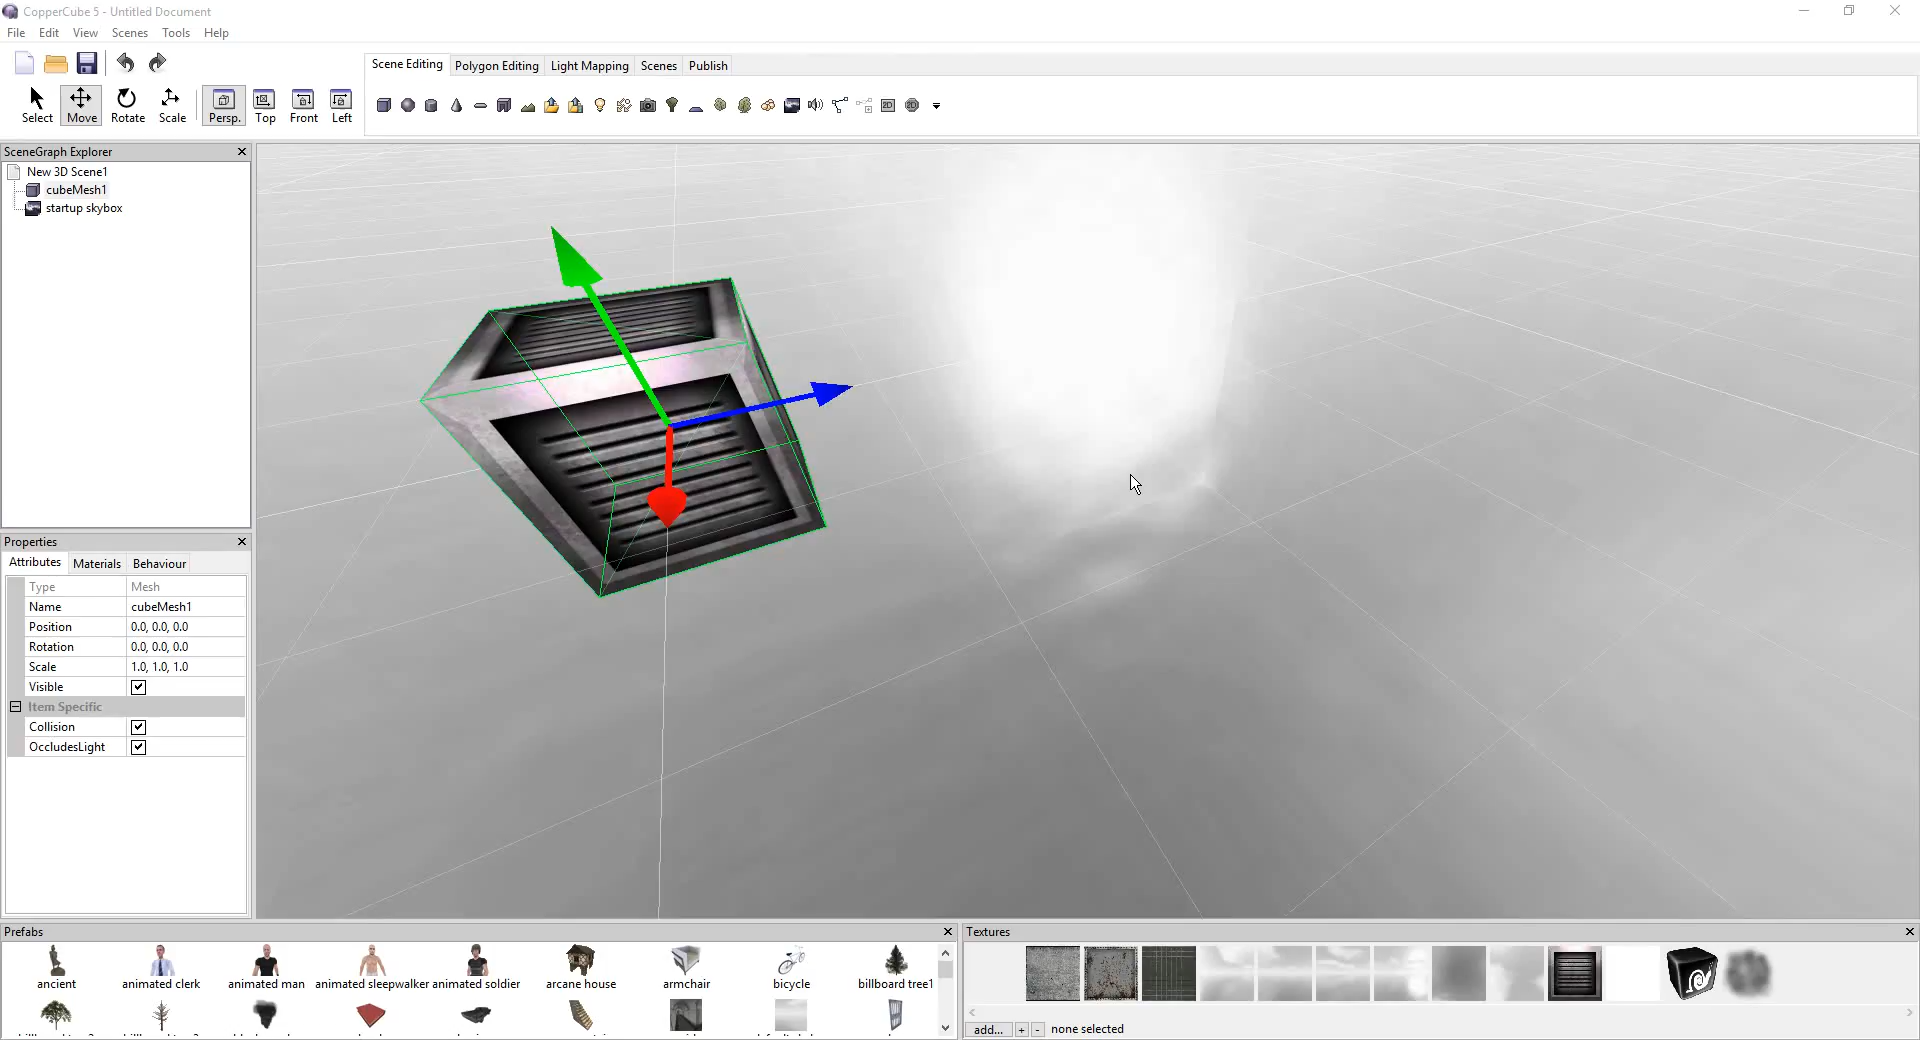 CopperCube 5 - Untitled Document
File Edit View Scenes Tools Help
Scene Editing Polygon Editing Light Mapping Scenes Publish
Select Move Rotate Scale Persp. Top Front Left
2D 2D
SceneGraph Explorer
New 3D Scene1
cubeMesh1
startup skybox
Properties
Attributes Materials Behaviour
Type Mesh
Name cubeMesh1
Position 0.0, 0.0, 0.0
Rotation 0.0, 0.0, 0.0
Scale 1.0, 1.0, 1.0
Visible
Item Specific
Collision
OccludesLight
Prefabs
ancient animated clerk animated man animated sleepwalker animated soldier arcane house armchair bicycle billboard tree1
Textures
add... + - none selected